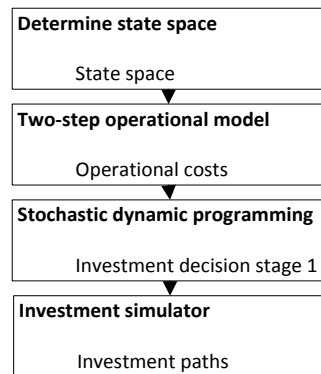 Determine state space
State space
Two-step operational model
Operational costs
Stochastic dynamic programming
Investment decision stage 1
Investment simulator
Investment paths